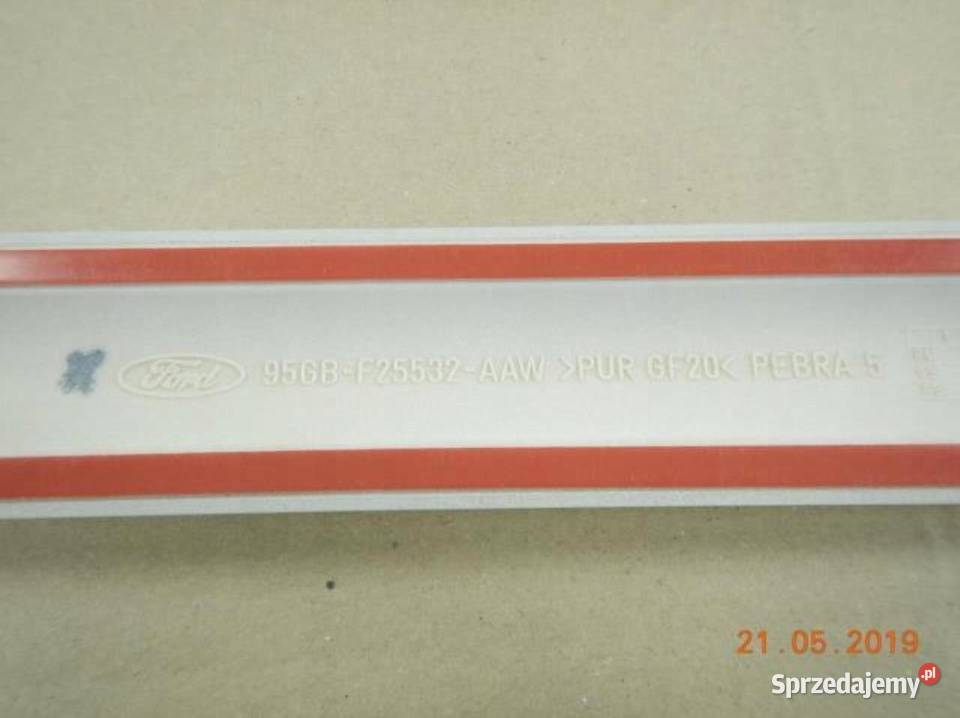 Ford 95GB-F25532-AAW >PUR GF20< PEBRA 5
21.05.2019
Sprzedajemy.pl